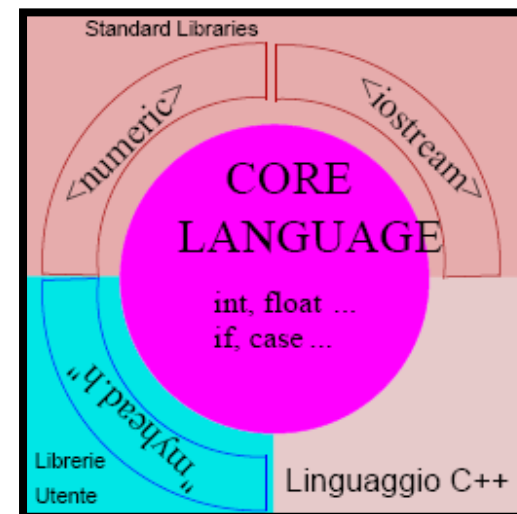 Standard Libraries
<numeric>
<iostream>
CORE
LANGUAGE
int, float ...
if, case ...
"myhead.h"
Librerie
Utente
Linguaggio C++